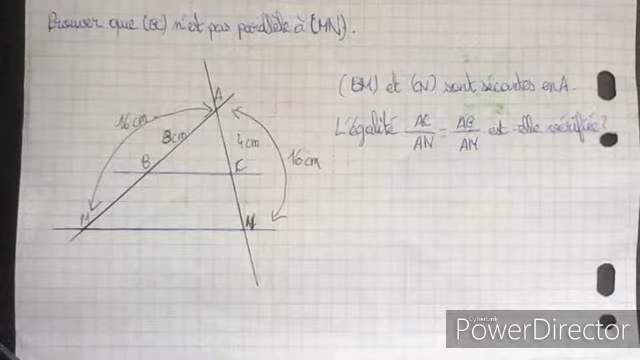 Prouver que (BC) n'est pas parallèle à (MN).
(BM) et (CN) sont sécantes en A.
L'égalité AC/AN = AB/AM est-elle vérifiée?
A
16cm
8cm
4cm
16cm
B
C
M
N
CyberLink
PowerDirector